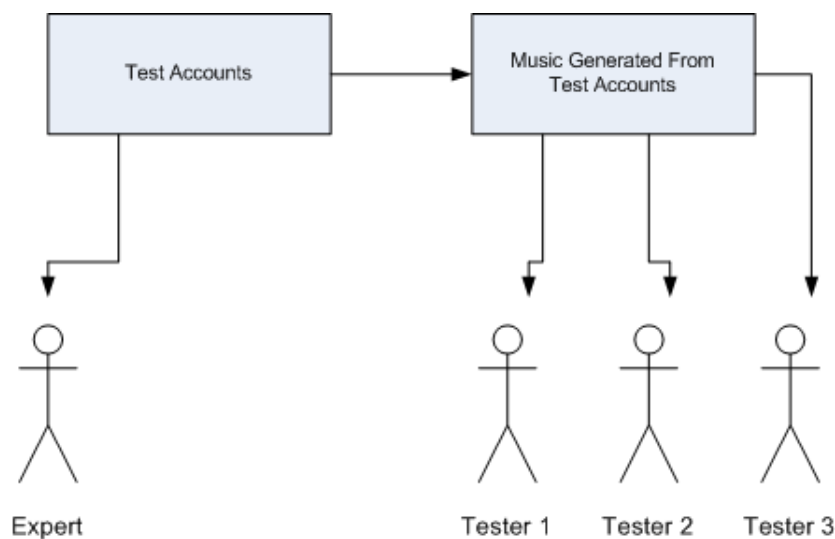 Test Accounts
Music Generated From
Test Accounts
Expert
Tester 1
Tester 2
Tester 3